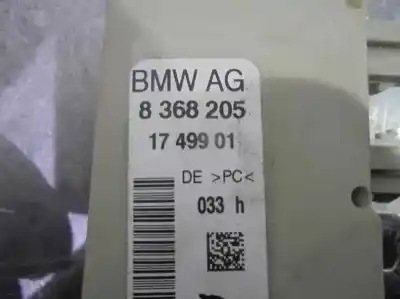 BMW AG
8 368 205
17 499 01
DE >PC<
033 h